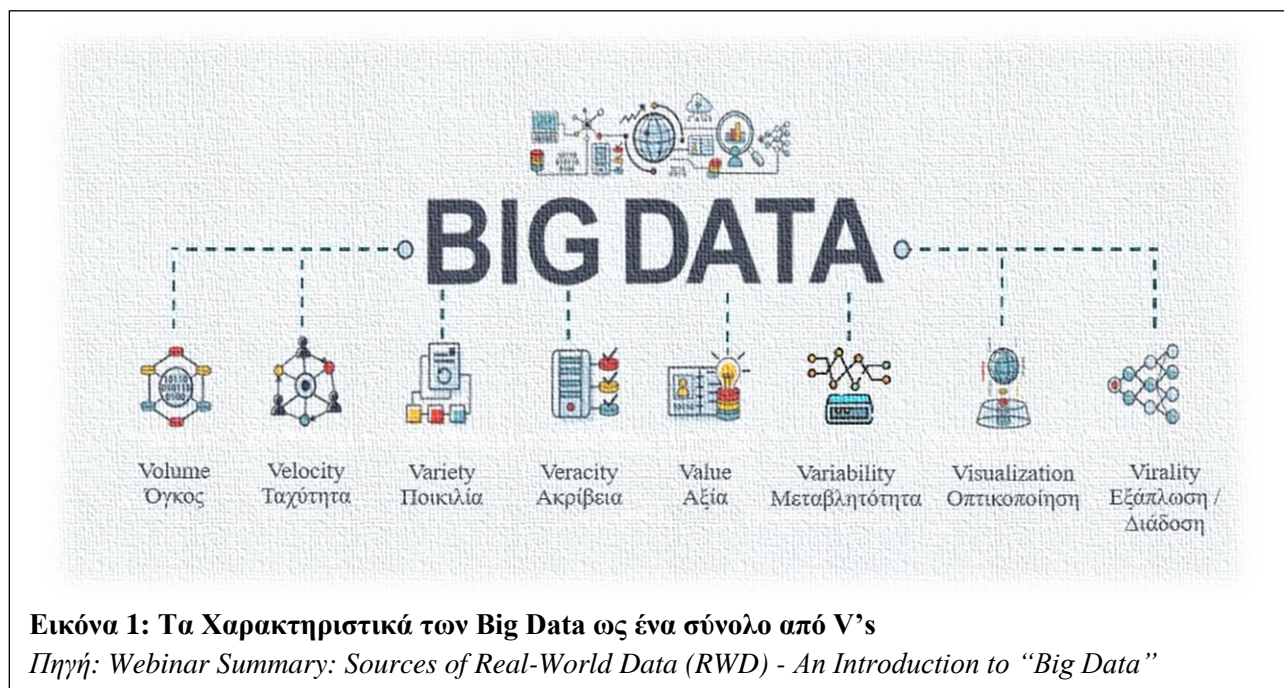 BIG DATA
Volume
Όγκος
Velocity
Ταχύτητα
Variety
Ποικιλία
Veracity
Ακρίβεια
Value
Αξία
Variability
Μεταβλητότητα
Visualization
Οπτικοποίηση
Virality
Εξάπλωση /
Διάδοση
Εικόνα 1: Τα Χαρακτηριστικά των Big Data ως ένα σύνολο από V’s
Πηγή: Webinar Summary: Sources of Real-World Data (RWD) - An Introduction to “Big Data”